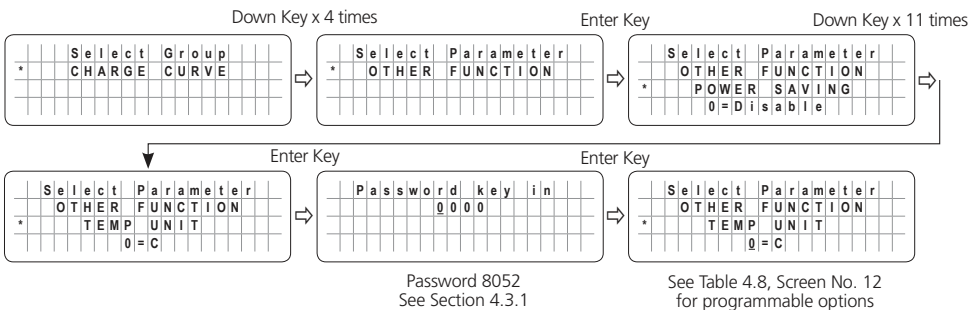 Down Key x 4 times
Enter Key
Down Key x 11 times
Select Group
* CHARGE CURVE
Select Parameter
* OTHER FUNCTION
Select Parameter
OTHER FUNCTION
* POWER SAVING
0=Disable
Enter Key
Enter Key
Select Parameter
OTHER FUNCTION
* TEMP UNIT
0=C
Password key in
0000
Select Parameter
OTHER FUNCTION
* TEMP UNIT
0=C
Password 8052
See Section 4.3.1
See Table 4.8, Screen No. 12
for programmable options